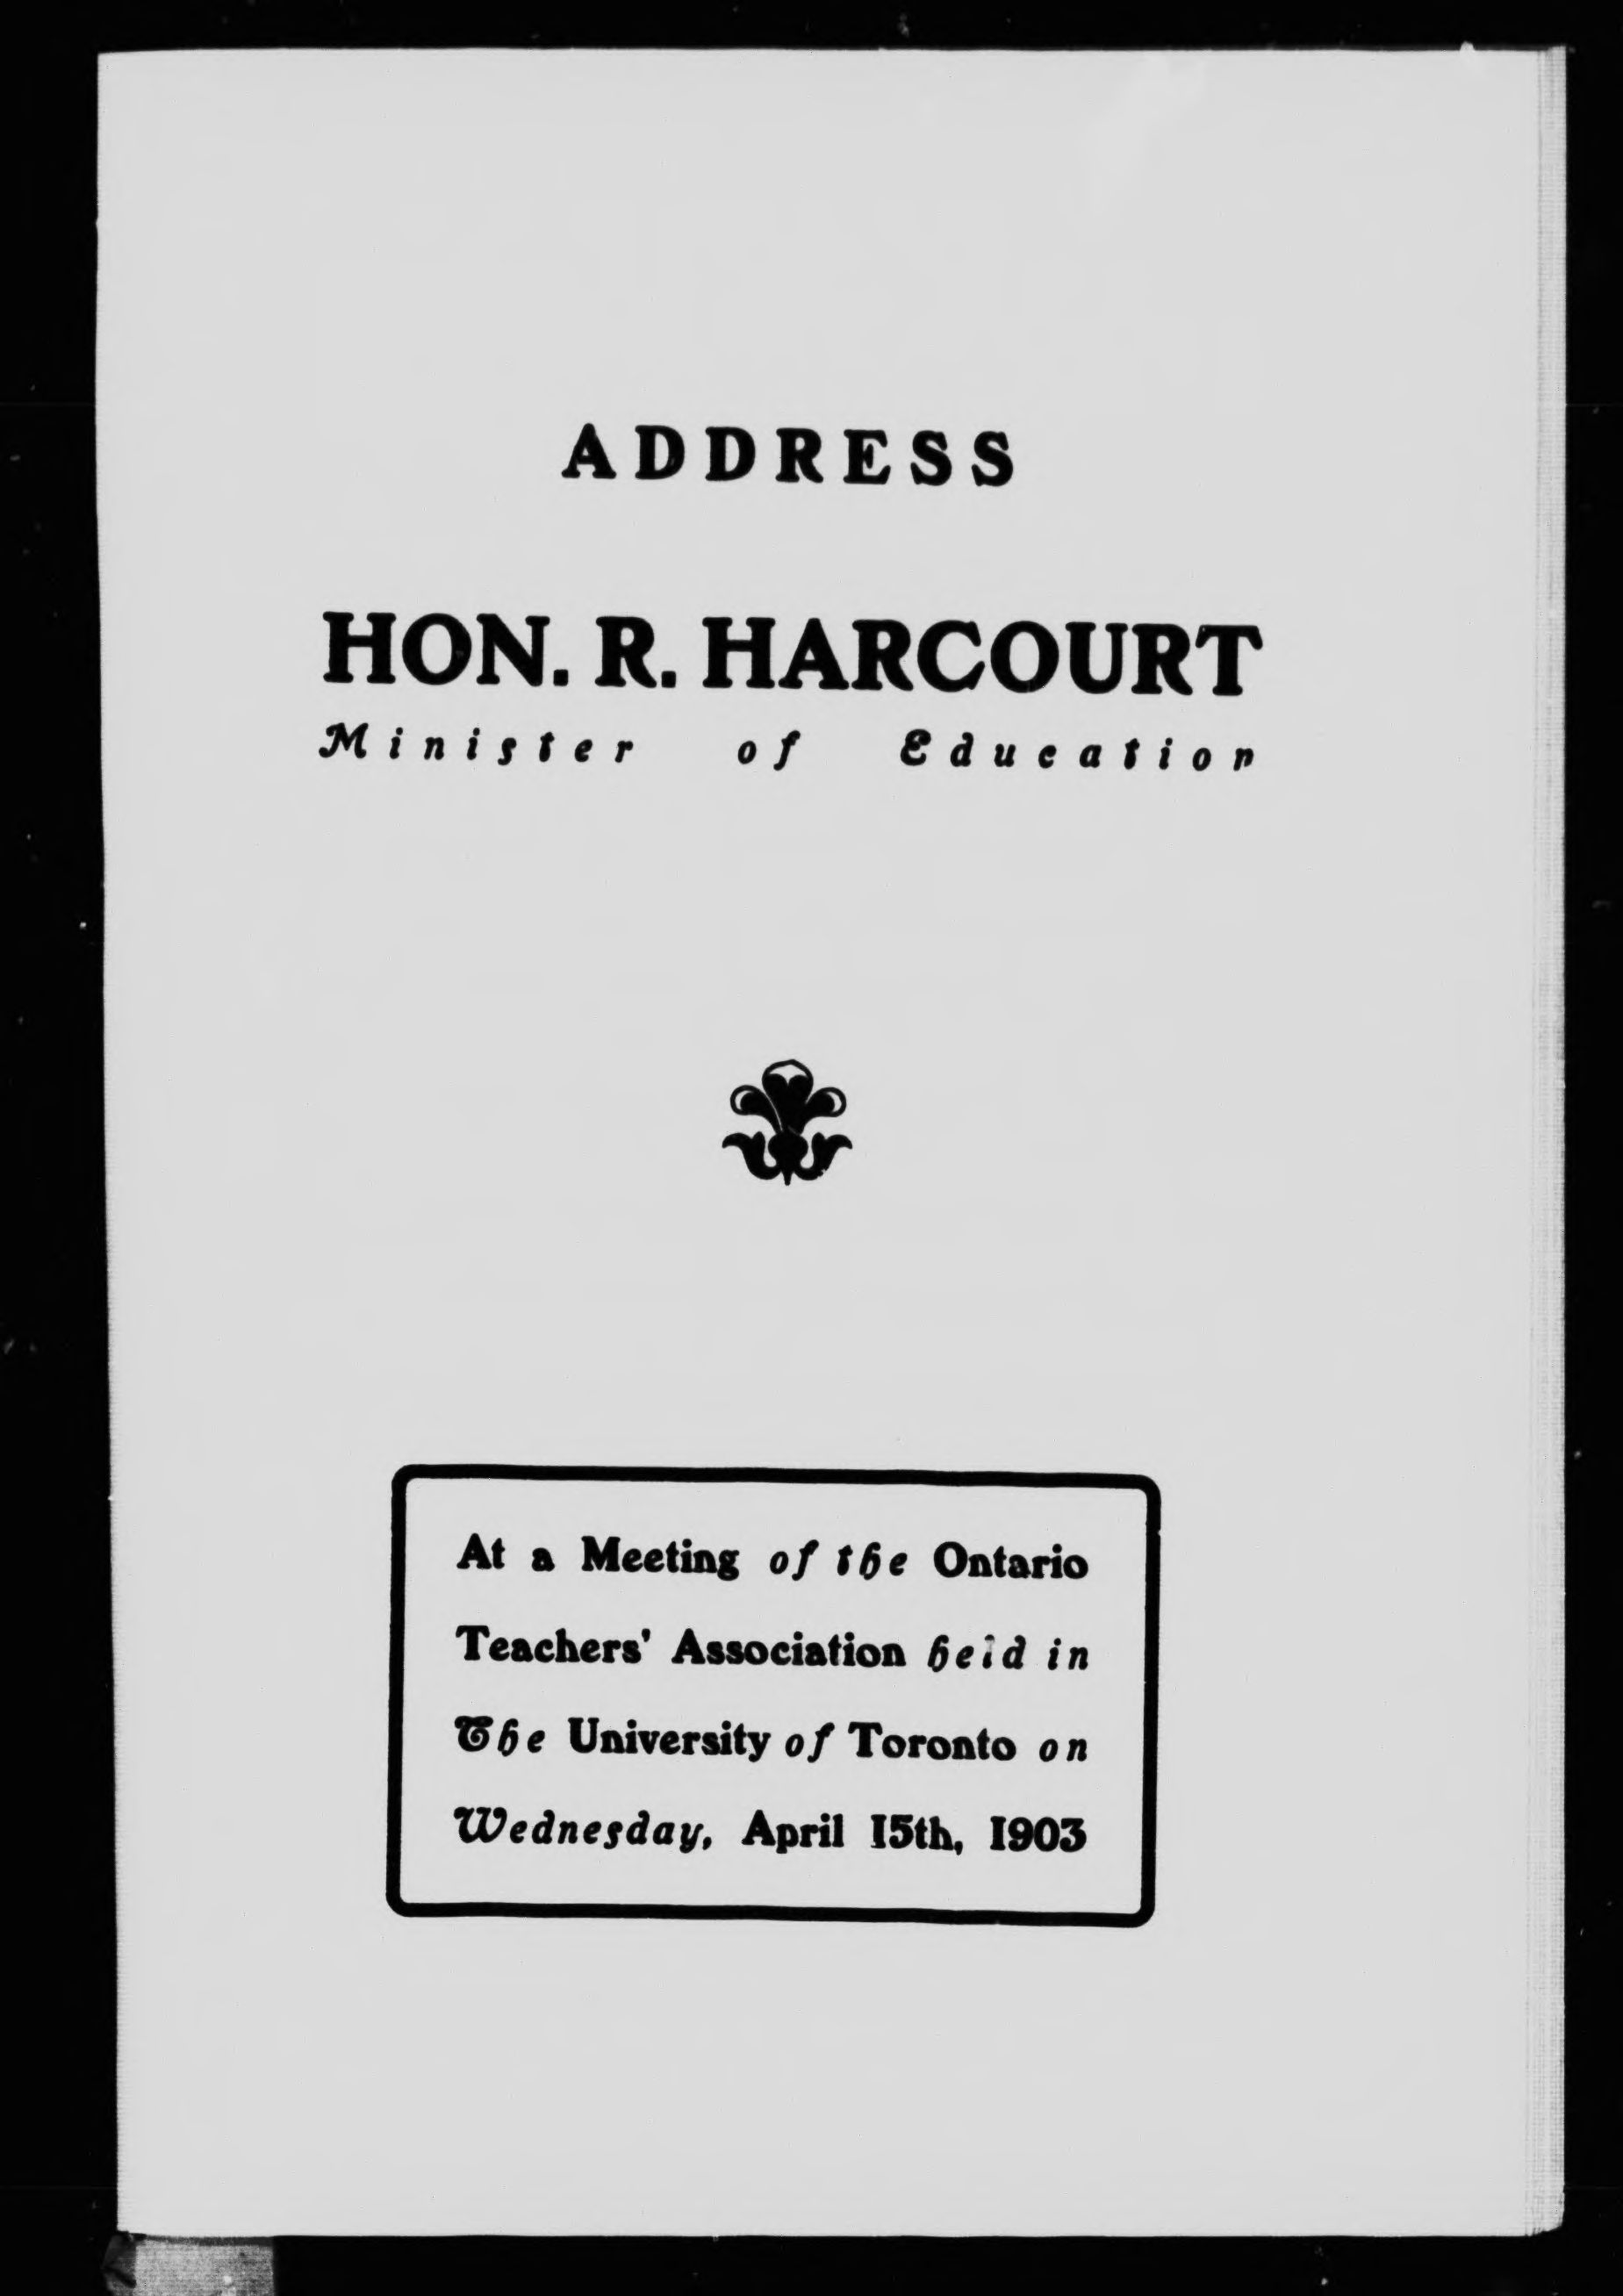 ADDRESS
HON. R. HARCOURT
Minister of Education
At a Meeting of the Ontario
Teachers' Association held in
The University of Toronto on
Wednesday, April 15th, 1903